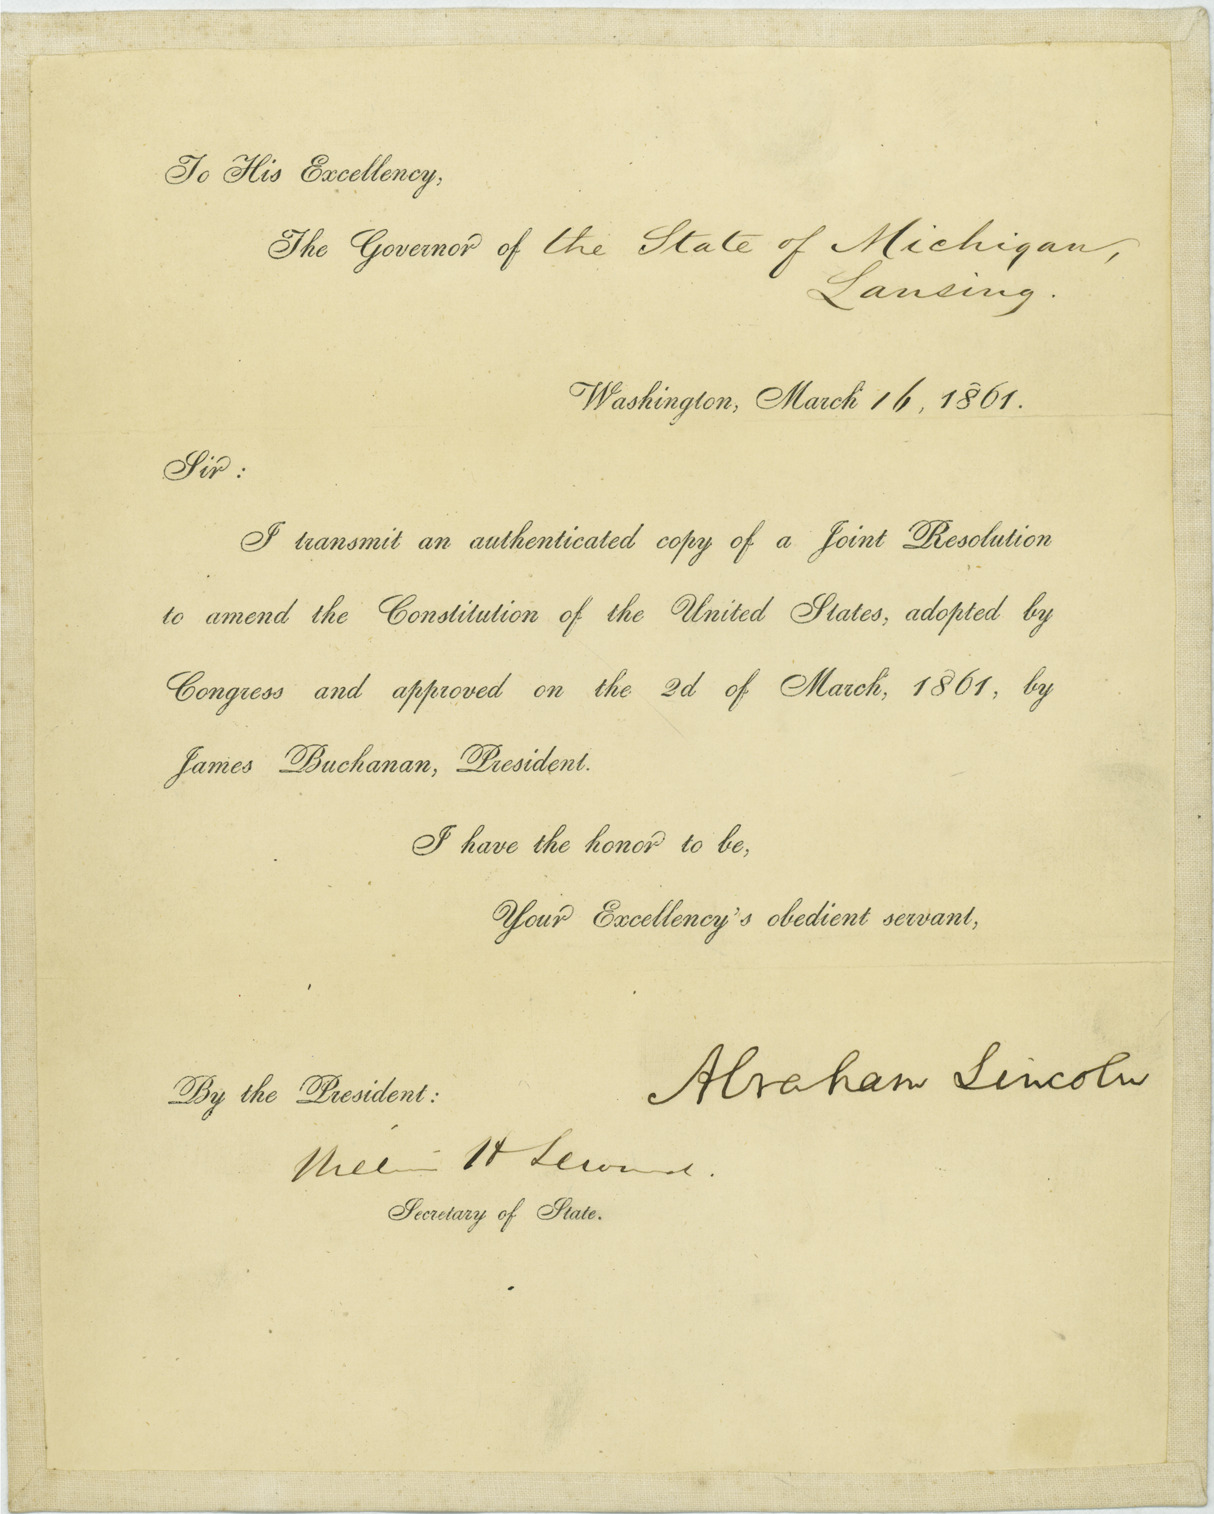 To His Excellency,
The Governor of the State of Michigan,
Lansing.
Washington, March 16, 1861.
Sir:
I transmit an authenticated copy of a Joint Resolution
to amend the Constitution of the United States, adopted by
Congress and approved on the 2d of March, 1861, by
James Buchanan, President.
I have the honor to be,
Your Excellency's obedient servant,
Abraham Lincoln
By the President:
William H Seward.
Secretary of State.